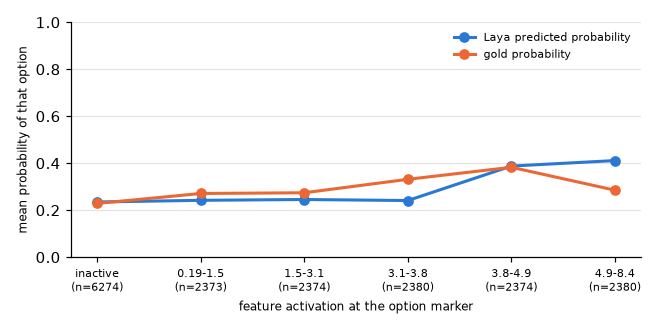 1.0
0.8
0.6
0.4
0.2
0.0
mean probability of that option
Laya predicted probability
gold probability
inactive
(n=6274)
0.19-1.5
(n=2373)
1.5-3.1
(n=2374)
3.1-3.8
(n=2380)
3.8-4.9
(n=2374)
4.9-8.4
(n=2380)
feature activation at the option marker